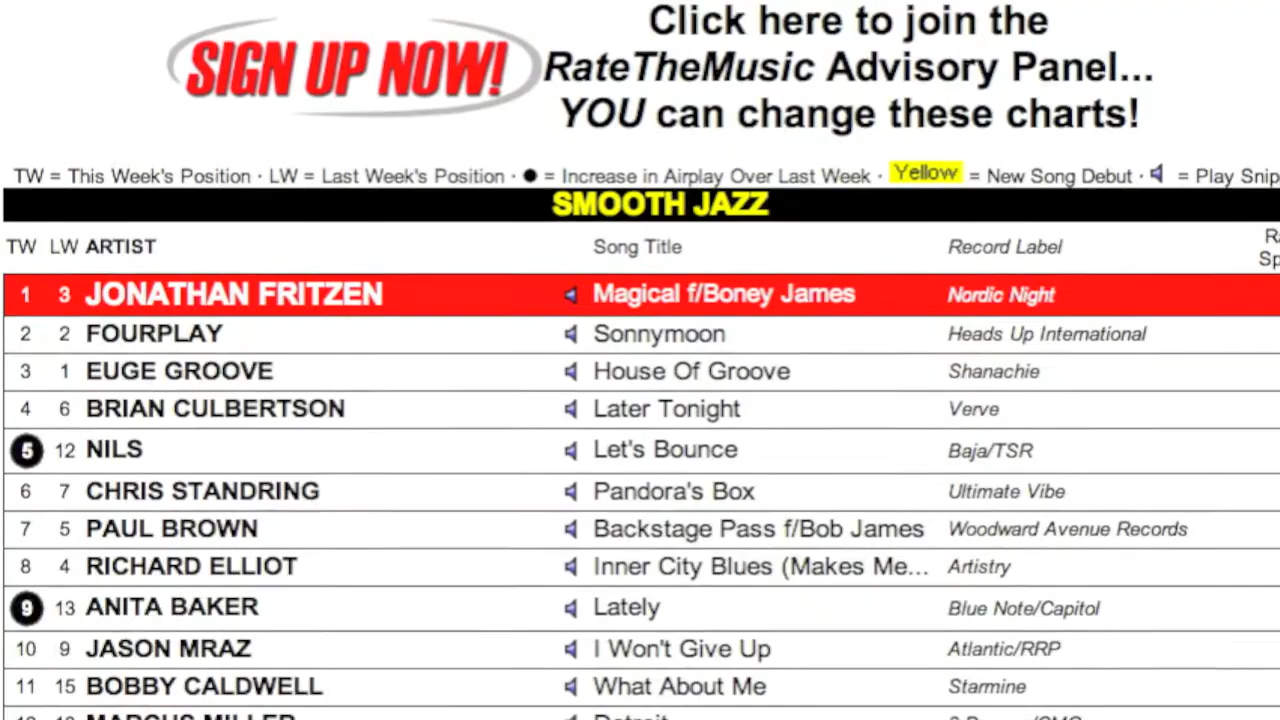 SIGN UP NOW!
Click here to join the
RateTheMusic Advisory Panel...
YOU can change these charts!
TW = This Week's Position · LW = Last Week's Position · ● = Increase in Airplay Over Last Week · Yellow = New Song Debut · = Play Snip
SMOOTH JAZZ
TW LW ARTIST Song Title Record Label
1 3 JONATHAN FRITZEN Magical f/Boney James Nordic Night
2 2 FOURPLAY Sonnymoon Heads Up International
3 1 EUGE GROOVE House Of Groove Shanachie
4 6 BRIAN CULBERTSON Later Tonight Verve
5 12 NILS Let's Bounce Baja/TSR
6 7 CHRIS STANDRING Pandora's Box Ultimate Vibe
7 5 PAUL BROWN Backstage Pass f/Bob James Woodward Avenue Records
8 4 RICHARD ELLIOT Inner City Blues (Makes Me... Artistry
9 13 ANITA BAKER Lately Blue Note/Capitol
10 9 JASON MRAZ I Won't Give Up Atlantic/RRP
11 15 BOBBY CALDWELL What About Me Starmine
MARCUS MILLER Detroit